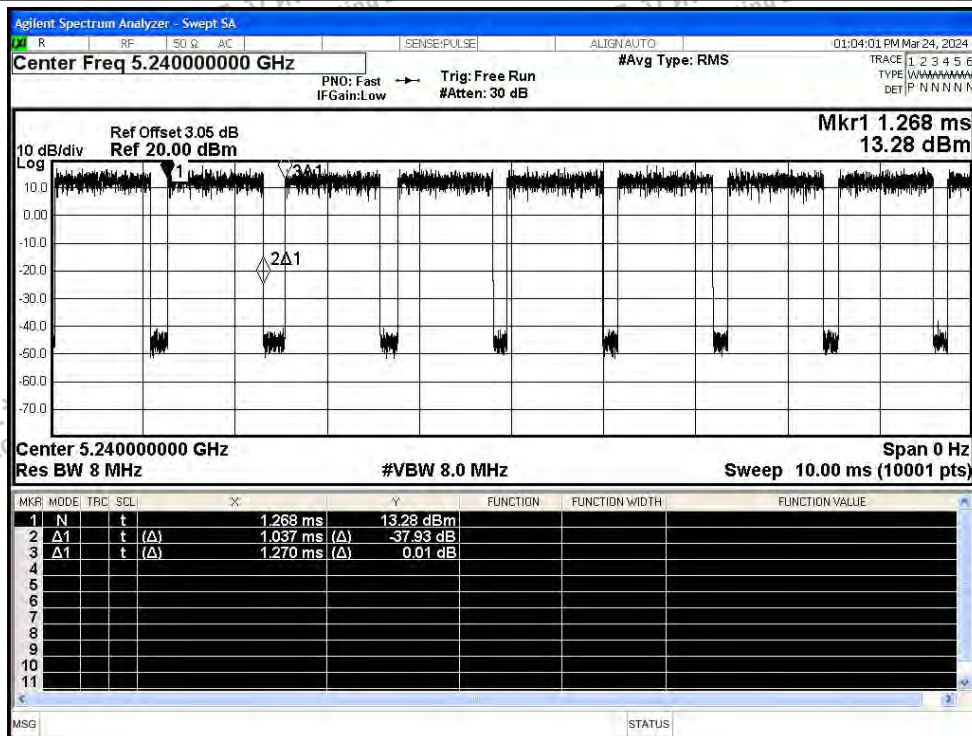 Agilent Spectrum Analyzer - Swept SA
R RF 50 Ω AC SENSE:PULSE ALIGNAUTO 01:04:01 PM Mar 24, 2024
Center Freq 5.240000000 GHz
#Avg Type: RMS
TRACE 1 2 3 4 5 6
PNO: Fast Trig: Free Run
TYPE
IFGain:Low #Atten: 30 dB
DET P N N N N N
Mkr1 1.268 ms
13.28 dBm
Ref Offset 3.05 dB
10 dB/div Ref 20.00 dBm
Log
1
3Δ1
10.0
0.00
-10.0
2Δ1
-20.0
-30.0
-40.0
-50.0
-60.0
-70.0
Center 5.240000000 GHz Span 0 Hz
Res BW 8 MHz #VBW 8.0 MHz Sweep 10.00 ms (10001 pts)
MKR MODE TRC SCL X Y FUNCTION FUNCTION WIDTH FUNCTION VALUE
1 N t 1.268 ms 13.28 dBm
2 Δ1 t (Δ) 1.037 ms (Δ) -37.93 dB
3 Δ1 t (Δ) 1.270 ms (Δ) 0.01 dB
4
5
6
7
8
9
10
11
MSG STATUS